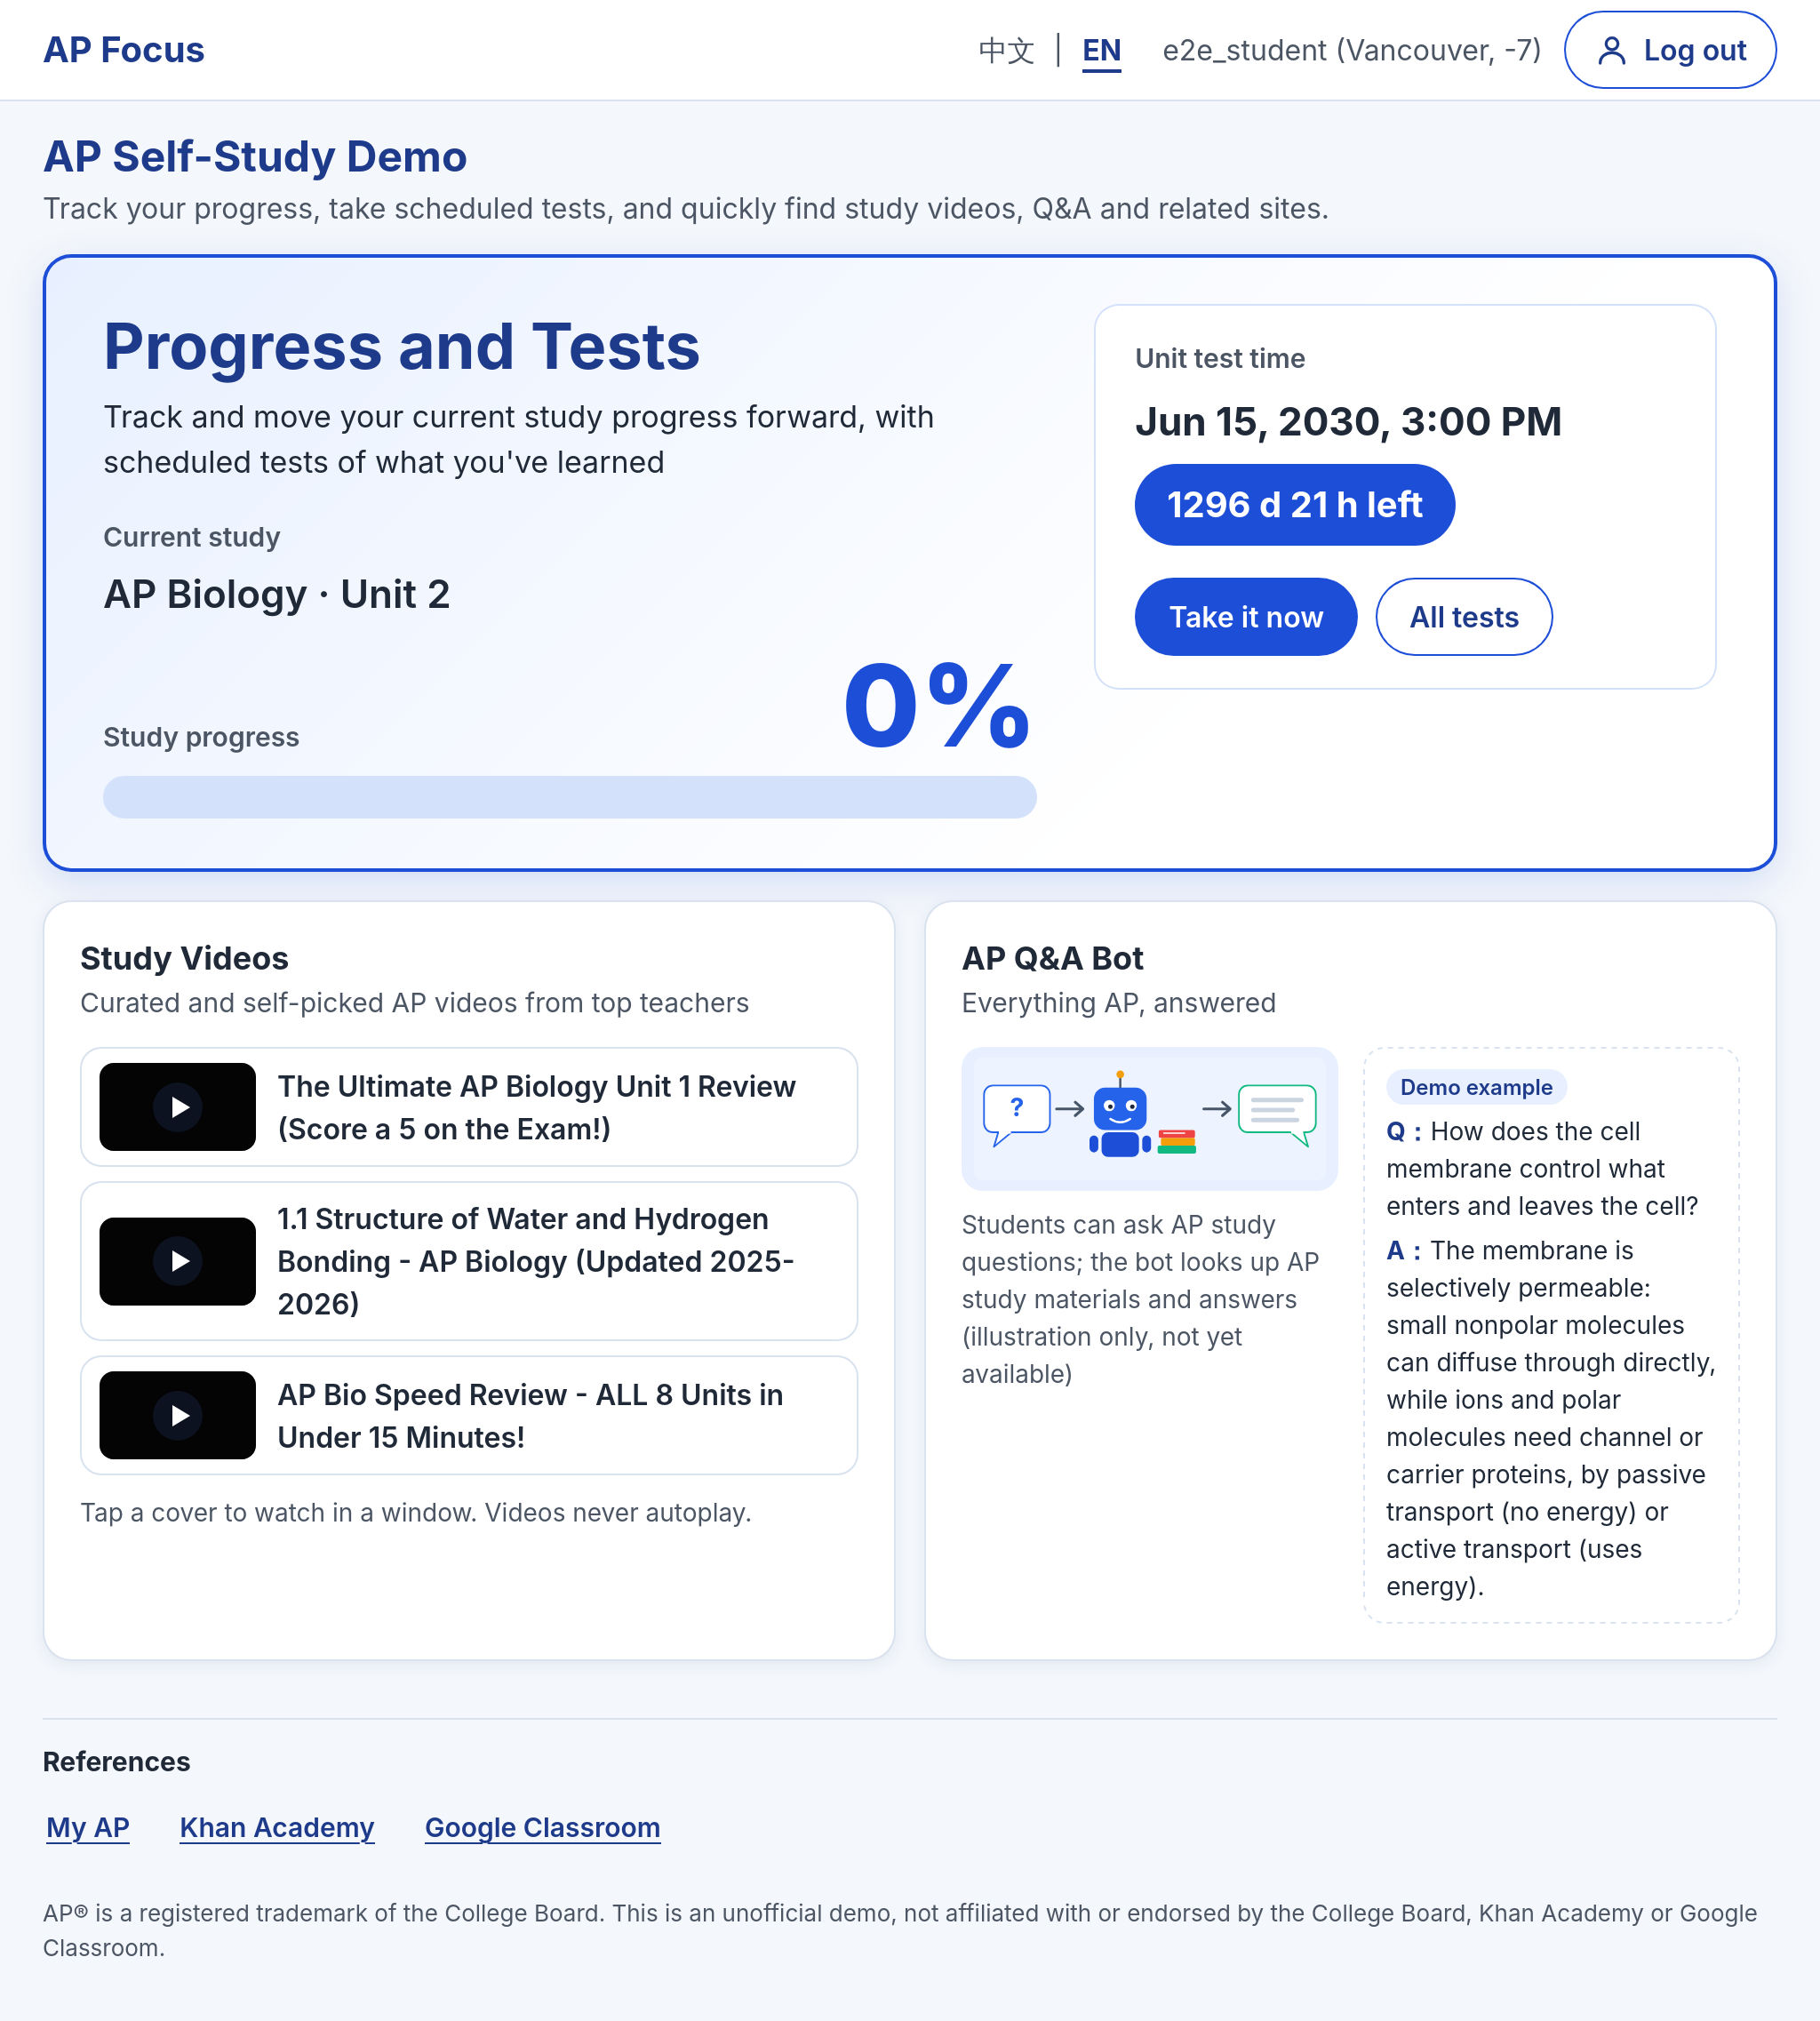 AP Focus
中文 | EN e2e_student (Vancouver, -7) Log out
AP Self-Study Demo
Track your progress, take scheduled tests, and quickly find study videos, Q&A and related sites.
Progress and Tests
Track and move your current study progress forward, with
scheduled tests of what you've learned
Current study
AP Biology · Unit 2
Study progress
0%
Unit test time
Jun 15, 2030, 3:00 PM
1296 d 21 h left
Take it now
All tests
Study Videos
Curated and self-picked AP videos from top teachers
The Ultimate AP Biology Unit 1 Review
(Score a 5 on the Exam!)
1.1 Structure of Water and Hydrogen
Bonding - AP Biology (Updated 2025-
2026)
AP Bio Speed Review - ALL 8 Units in
Under 15 Minutes!
Tap a cover to watch in a window. Videos never autoplay.
AP Q&A Bot
Everything AP, answered
?
Students can ask AP study
questions; the bot looks up AP
study materials and answers
(illustration only, not yet
available)
Demo example
Q：How does the cell
membrane control what
enters and leaves the cell?
A：The membrane is
selectively permeable:
small nonpolar molecules
can diffuse through directly,
while ions and polar
molecules need channel or
carrier proteins, by passive
transport (no energy) or
active transport (uses
energy).
References
My AP
Khan Academy
Google Classroom
AP® is a registered trademark of the College Board. This is an unofficial demo, not affiliated with or endorsed by the College Board, Khan Academy or Google
Classroom.